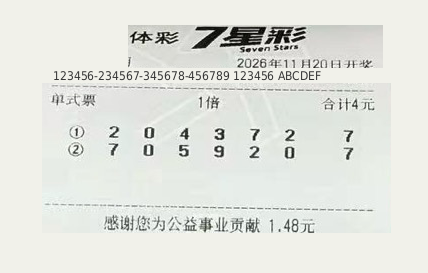 体彩 7星彩
Seven Stars
2026年11月20日开奖
123456-234567-345678-456789 123456 ABCDEF
单式票 1倍 合计4元
① 2 0 4 3 7 2 7
② 7 0 5 9 2 0 7
感谢您为公益事业贡献 1.48元